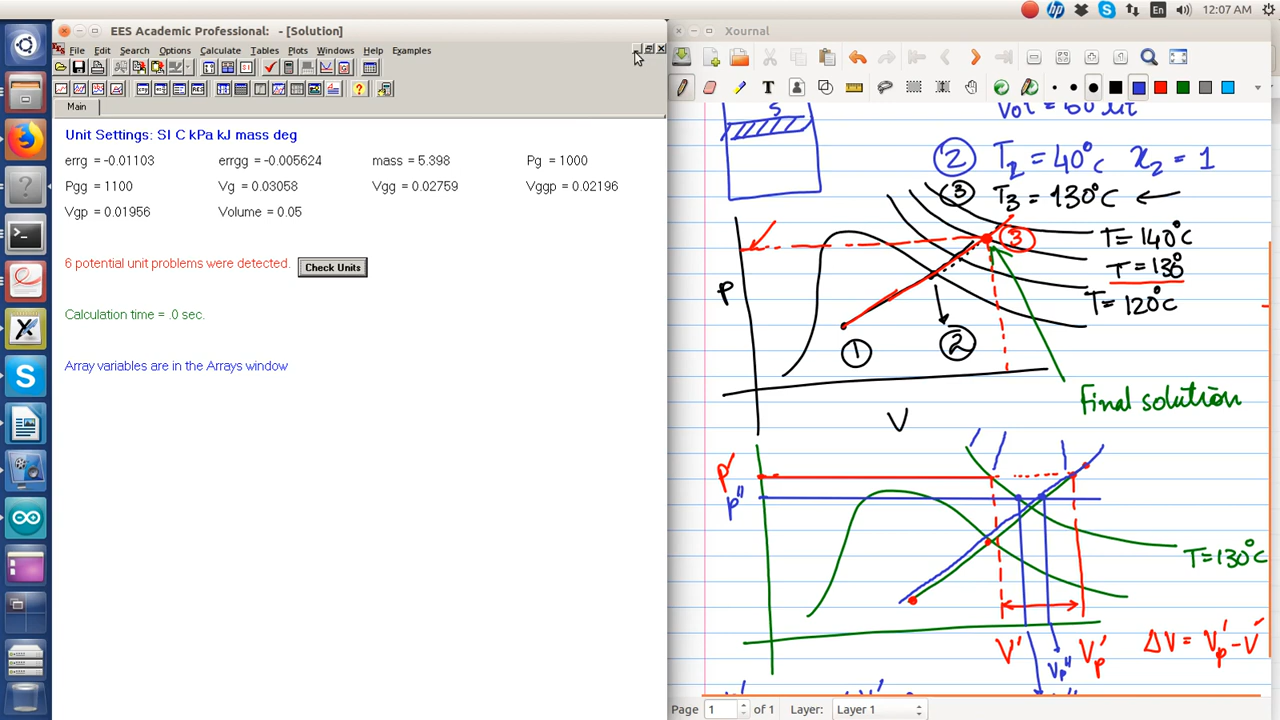 En 12:07 AM
EES Academic Professional: - [Solution]
File Edit Search Options Calculate Tables Plots Windows Help Examples
Main
Unit Settings: SI C kPa kJ mass deg
errg = -0.01103 errgg = -0.005624 mass = 5.398 Pg = 1000
Pgg = 1100 Vg = 0.03058 Vgg = 0.02759 Vggp = 0.02196
Vgp = 0.01956 Volume = 0.05
6 potential unit problems were detected. Check Units
Calculation time = .0 sec.
Array variables are in the Arrays window
Xournal
② T₂ = 40°C x₂ = 1
③ T₃ = 130°C ←
T = 140°C
T = 130
T = 120°C
③
P
①
②
V
Final solution
P'
P"
T = 130°C
V' Vp'
Vp"
ΔV = Vp' - V'
Page 1 of 1 Layer: Layer 1